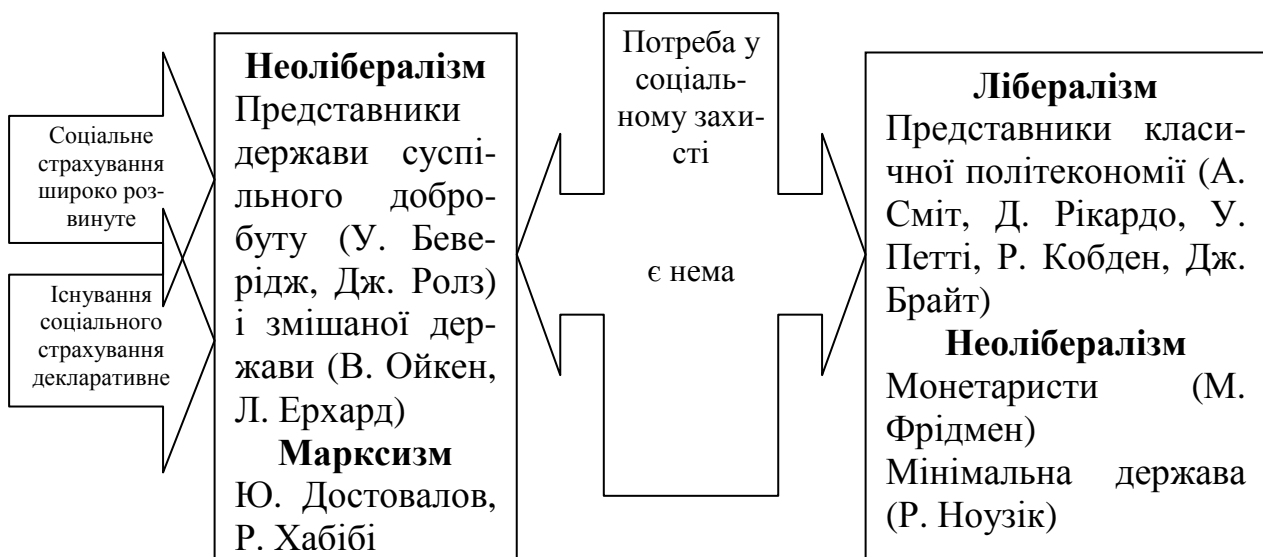 Соціальне
страхування
широко роз-
винуте
Існування
соціального
страхування
декларативне
Неолібералізм
Представники
держави суспі-
льного добро-
буту (У. Беве-
рідж, Дж. Ролз)
і змішаної дер-
жави (В. Ойкен,
Л. Ерхард)
Марксизм
Ю. Достовалов,
Р. Хабібі
Потреба у
соціаль-
ному захи-
сті
є нема
Лібералізм
Представники класи-
чної політекономії (А.
Сміт, Д. Рікардо, У.
Петті, Р. Кобден, Дж.
Брайт)
Неолібералізм
Монетаристи (М.
Фрідмен)
Мінімальна держава
(Р. Ноузік)